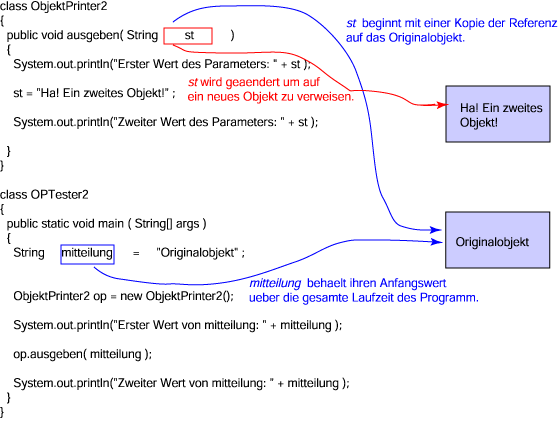 class ObjektPrinter2
{
public void ausgeben( String st )
{
System.out.println("Erster Wert des Parameters: " + st );
st = "Ha! Ein zweites Objekt!" ;
System.out.println("Zweiter Wert des Parameters: " + st );
}
}
st beginnt mit einer Kopie der Referenz
auf das Originalobjekt.
st wird geaendert um auf
ein neues Objekt zu verweisen.
Ha! Ein zweites
Objekt!
class OPTester2
{
public static void main ( String[] args )
{
String mitteilung = "Originalobjekt" ;
ObjektPrinter2 op = new ObjektPrinter2();
System.out.println("Erster Wert von mitteilung: " + mitteilung );
op.ausgeben( mitteilung );
System.out.println("Zweiter Wert von mitteilung: " + mitteilung );
}
}
Originalobjekt
mitteilung behaelt ihren Anfangswert
ueber die gesamte Laufzeit des Programm.